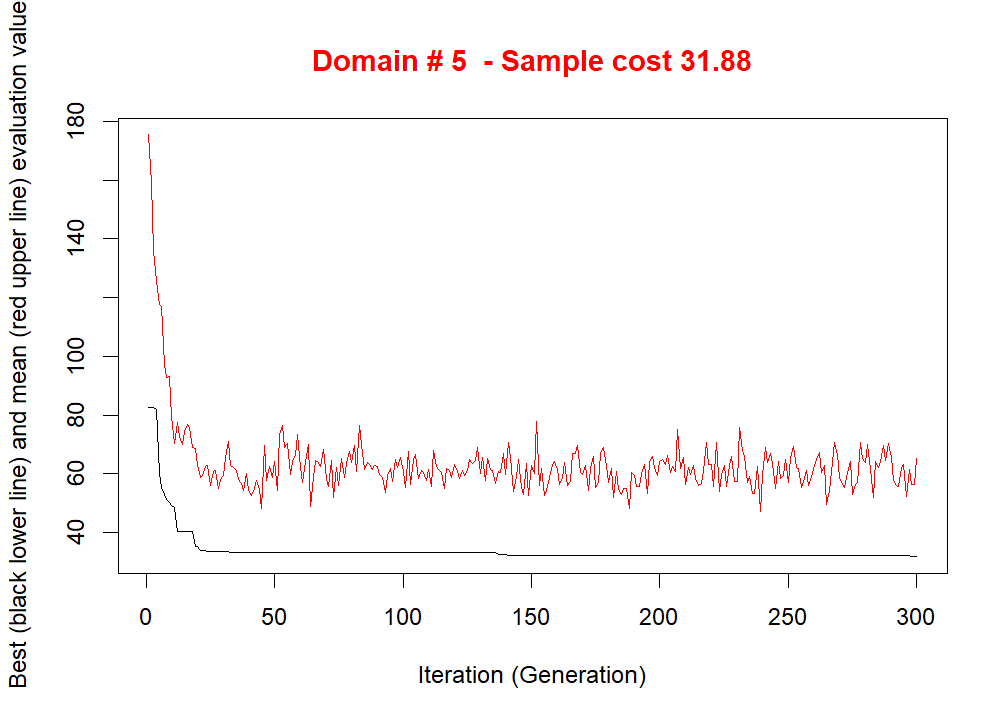 Domain # 5  - Sample cost 31.88
Best (black lower line) and mean (red upper line) evaluation value
180
140
100
80
60
40
0 50 100 150 200 250 300
Iteration (Generation)